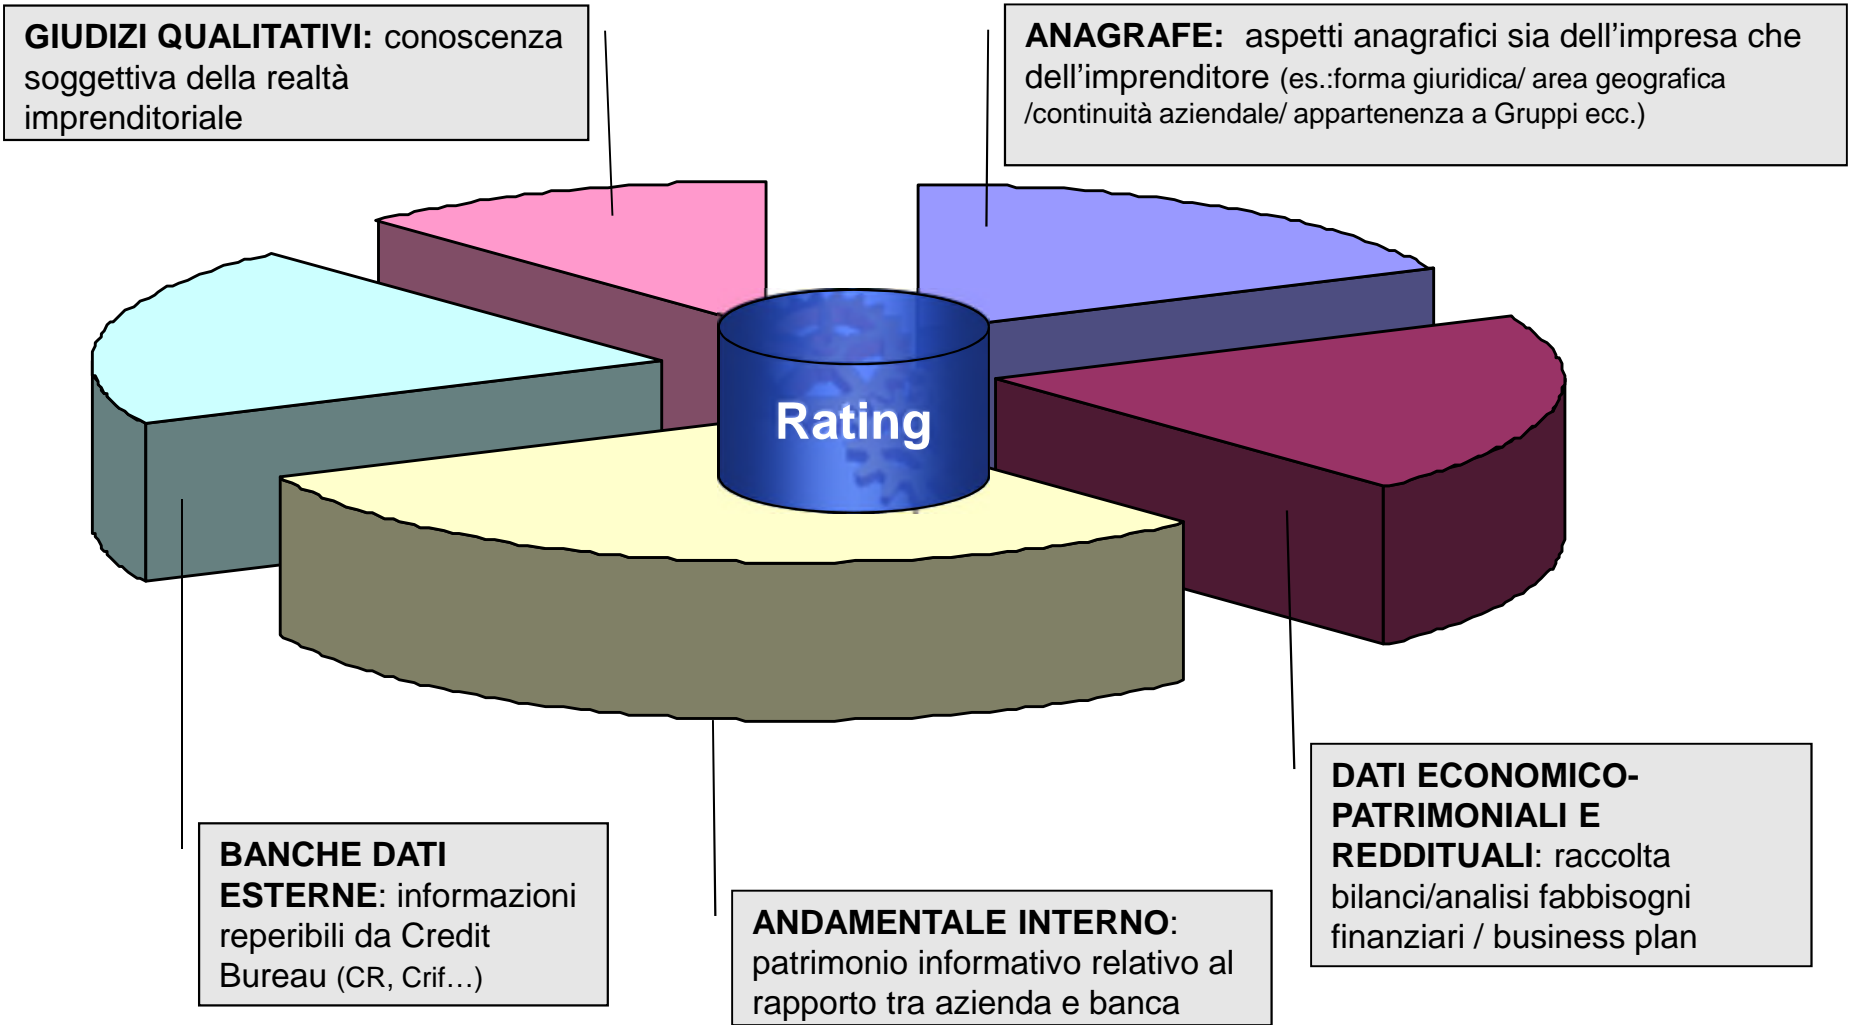 GIUDIZI QUALITATIVI: conoscenza
soggettiva della realtà
imprenditoriale
ANAGRAFE: aspetti anagrafici sia dell'impresa che
dell'imprenditore (es.:forma giuridica/ area geografica
/continuità aziendale/ appartenenza a Gruppi ecc.)
Rating
BANCHE DATI
ESTERNE: informazioni
reperibili da Credit
Bureau (CR, Crif…)
ANDAMENTALE INTERNO:
patrimonio informativo relativo al
rapporto tra azienda e banca
DATI ECONOMICO-
PATRIMONIALI E
REDDITUALI: raccolta
bilanci/analisi fabbisogni
finanziari / business plan